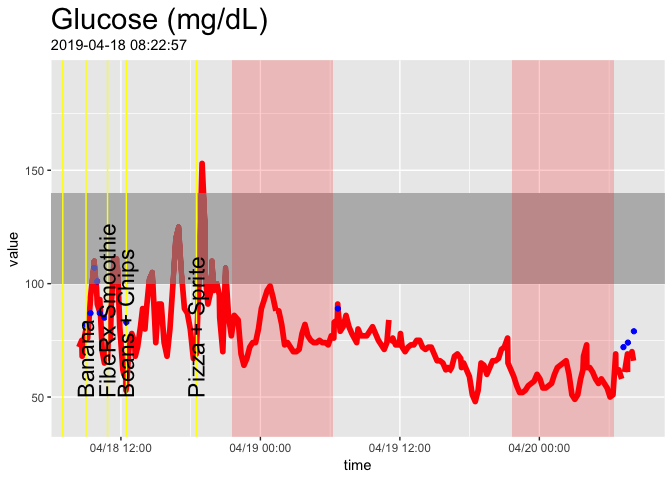 Glucose (mg/dL)
2019-04-18 08:22:57
150
100
50
value
Banana
FibeRx Smoothie
Beans + Chips
Pizza + Sprite
04/18 12:00
04/19 00:00
04/19 12:00
04/20 00:00
time